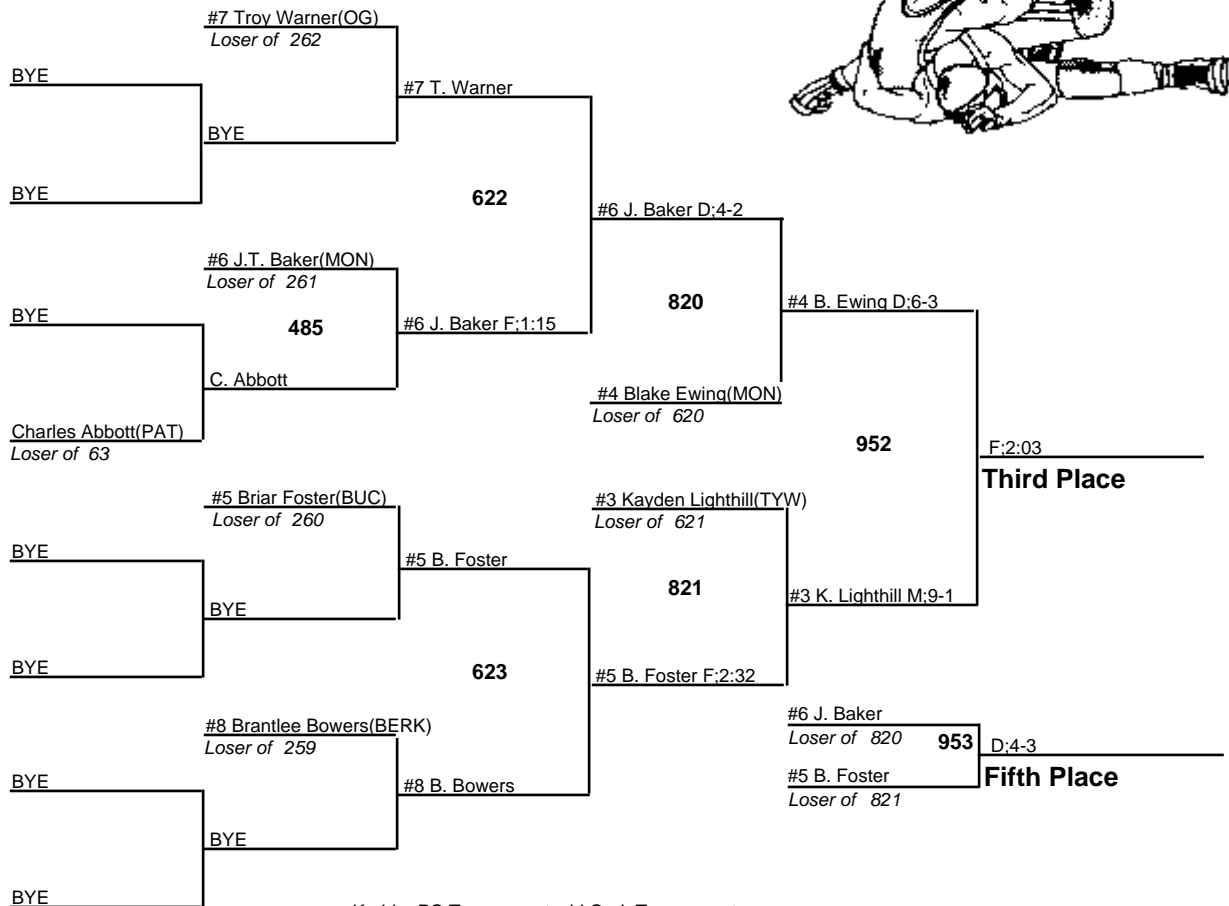 #7 Troy Warner(OG)
Loser of 262
BYE
#7 T. Warner
BYE
BYE
622
#6 J. Baker D;4-2
#6 J.T. Baker(MON)
Loser of 261
BYE
485
#6 J. Baker F;1:15
820
#4 B. Ewing D;6-3
C. Abbott
#4 Blake Ewing(MON)
Loser of 620
Charles Abbott(PAT)
Loser of 63
952
F;2:03
Third Place
#5 Briar Foster(BUC)
Loser of 260
#3 Kayden Lighthill(TYW)
Loser of 621
BYE
#5 B. Foster
821
#3 K. Lighthill M;9-1
BYE
BYE
623
#5 B. Foster F;2:32
#8 Brantlee Bowers(BERK)
Loser of 259
#6 J. Baker
Loser of 820
953
D;4-3
Fifth Place
#5 B. Foster
Loser of 821
BYE
#8 B. Bowers
BYE
BYE